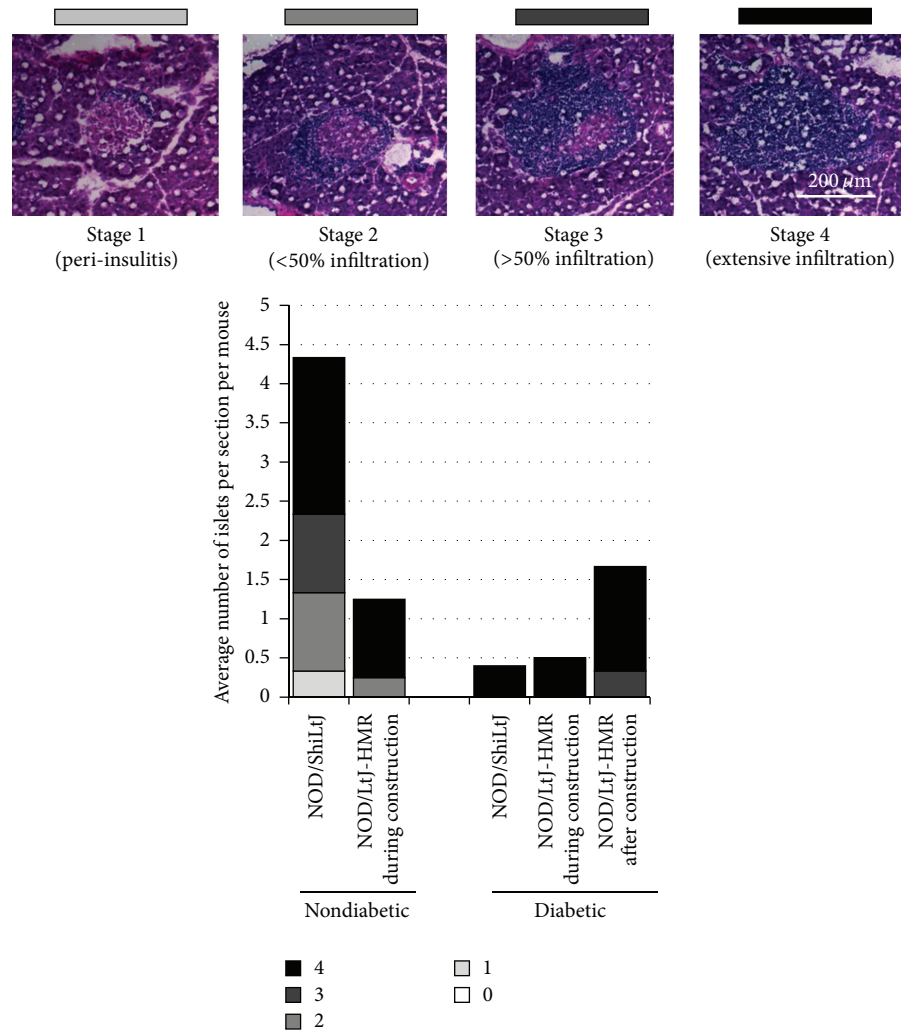 200 μm
Stage 1
(peri-insulitis)
Stage 2
(<50% infiltration)
Stage 3
(>50% infiltration)
Stage 4
(extensive infiltration)
Average number of islets per section per mouse
5
4.5
4
3.5
3
2.5
2
1.5
1
0.5
0
NOD/ShiLtJ
NOD/LtJ-HMR
during construction
NOD/ShiLtJ
NOD/LtJ-HMR
during construction
NOD/LtJ-HMR
after construction
Nondiabetic
Diabetic
4
3
2
1
0